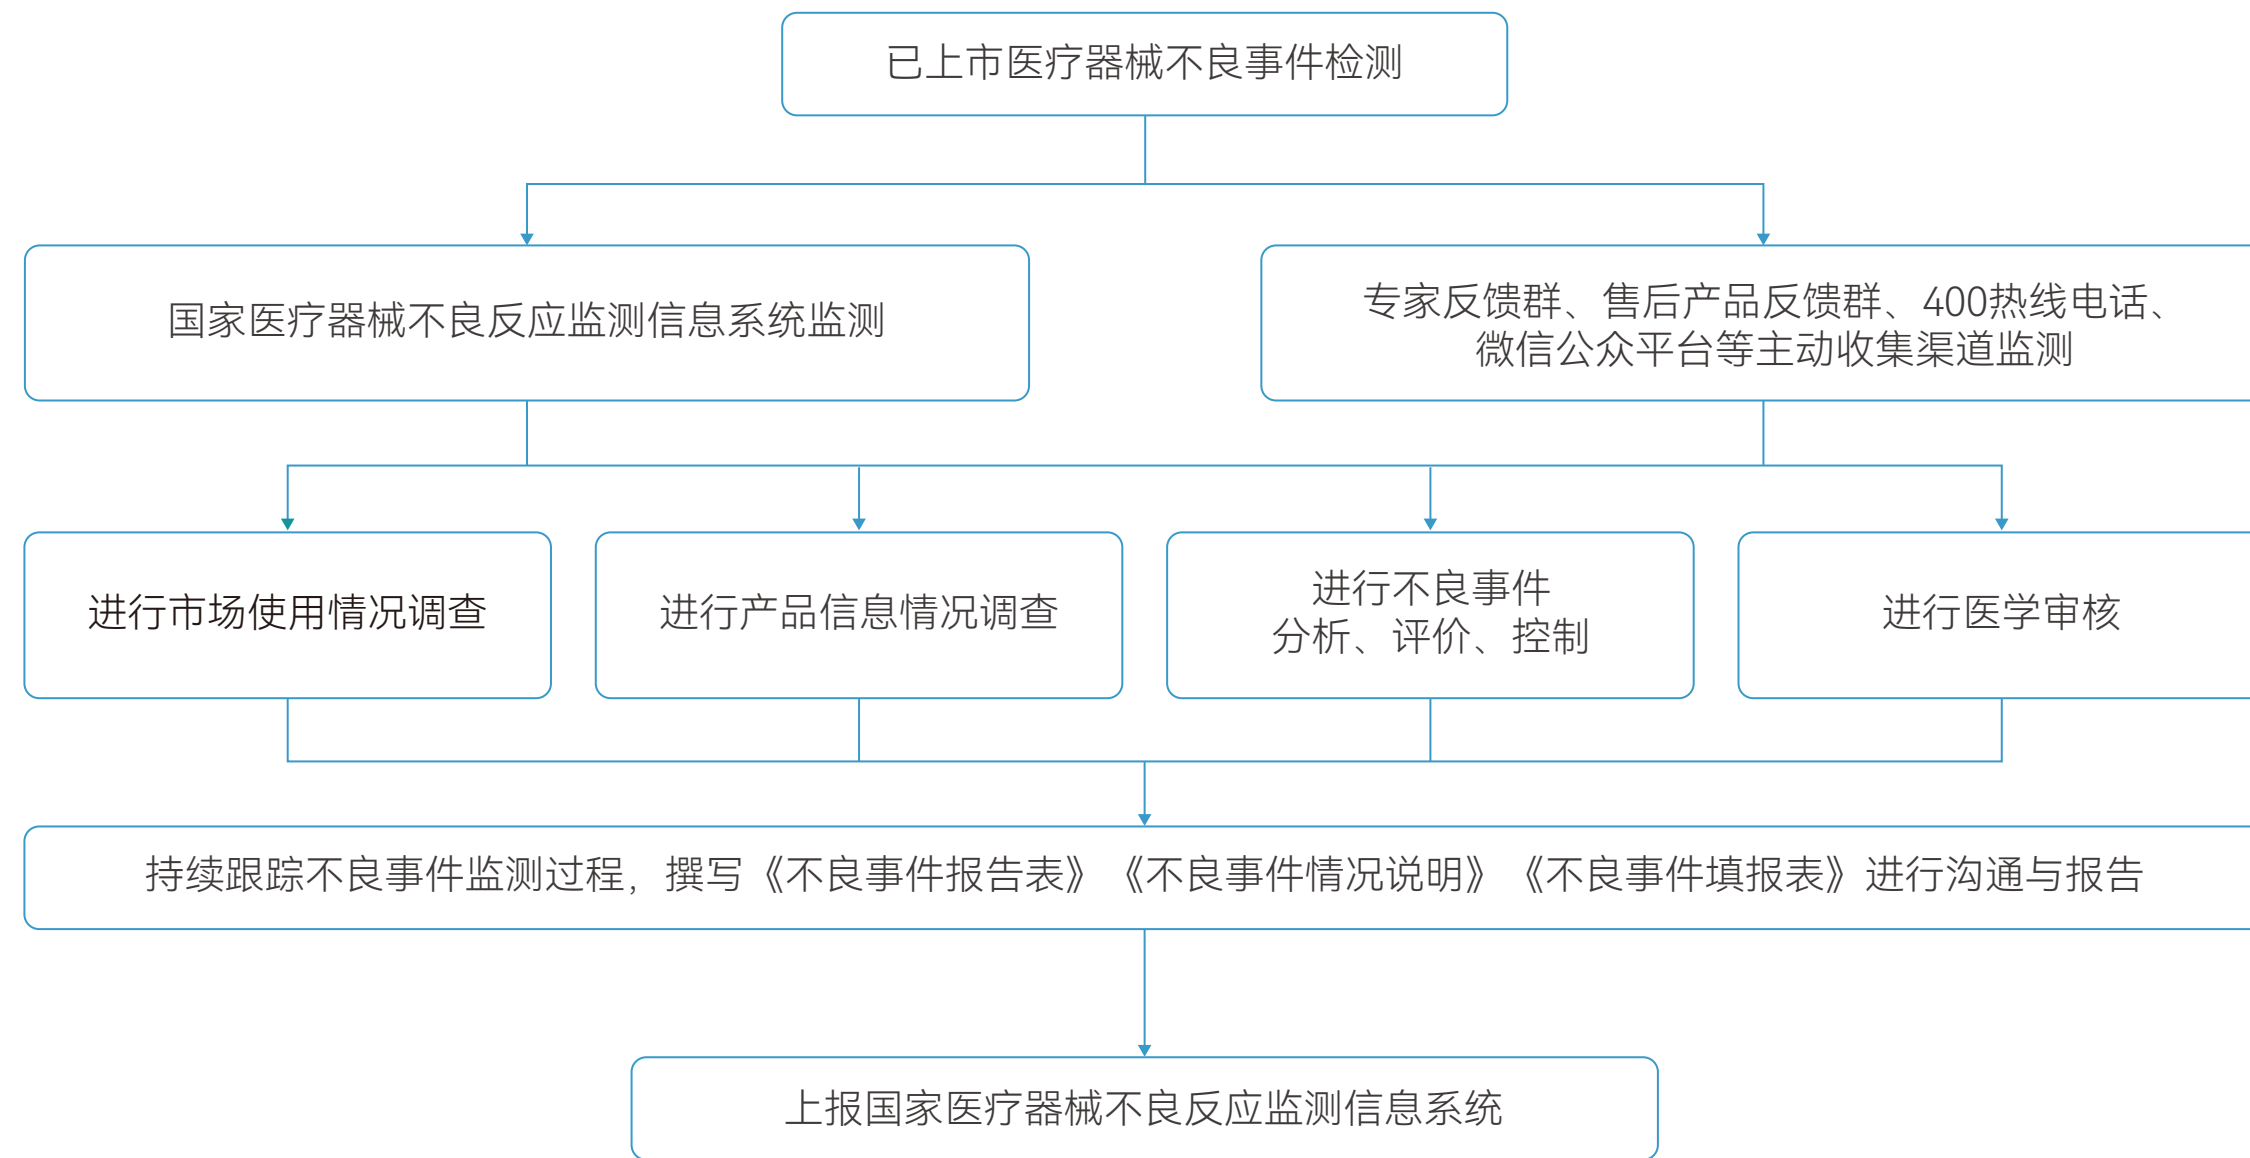 已上市医疗器械不良事件检测
国家医疗器械不良反应监测信息系统监测
专家反馈群、售后产品反馈群、400热线电话、
微信公众平台等主动收集渠道监测
进行市场使用情况调查
进行产品信息情况调查
进行不良事件
分析、评价、控制
进行医学审核
持续跟踪不良事件监测过程，撰写《不良事件报告表》《不良事件情况说明》《不良事件填报表》进行沟通与报告
上报国家医疗器械不良反应监测信息系统